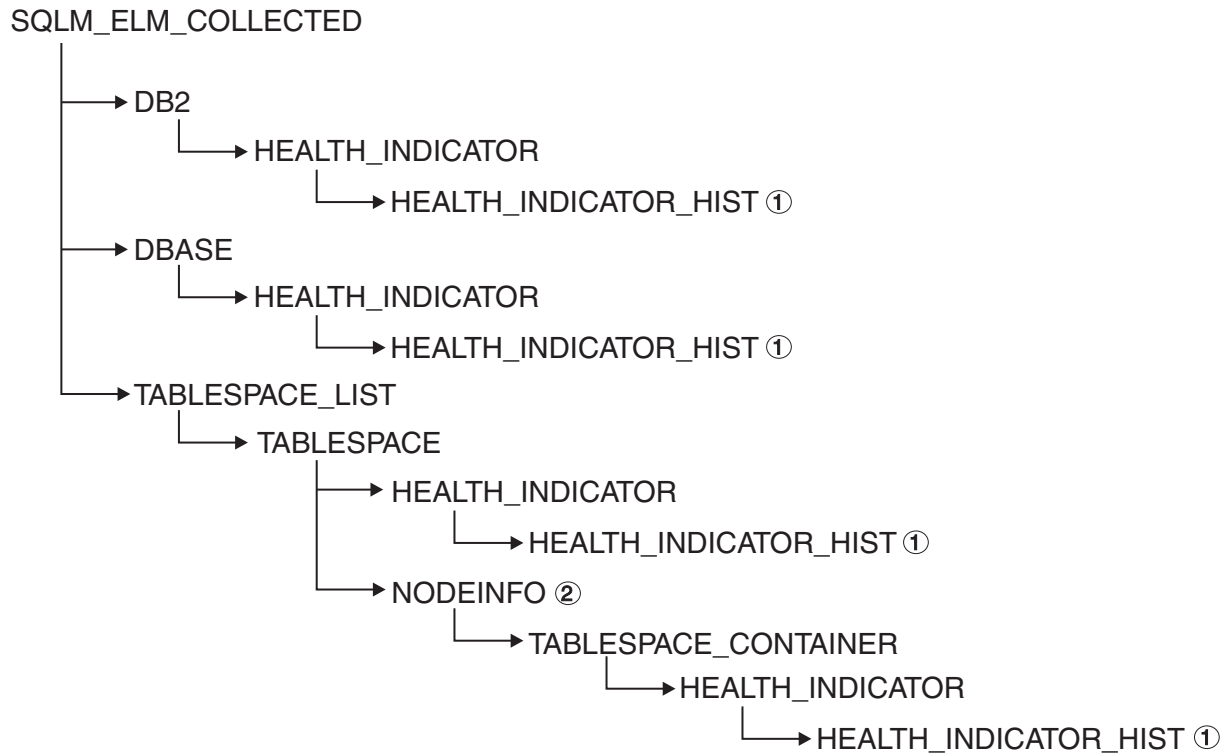 SQLM_ELM_COLLECTED
DB2
HEALTH_INDICATOR
HEALTH_INDICATOR_HIST ①
DBASE
HEALTH_INDICATOR
HEALTH_INDICATOR_HIST ①
TABLESPACE_LIST
TABLESPACE
HEALTH_INDICATOR
HEALTH_INDICATOR_HIST ①
NODEINFO ②
TABLESPACE_CONTAINER
HEALTH_INDICATOR
HEALTH_INDICATOR_HIST ①